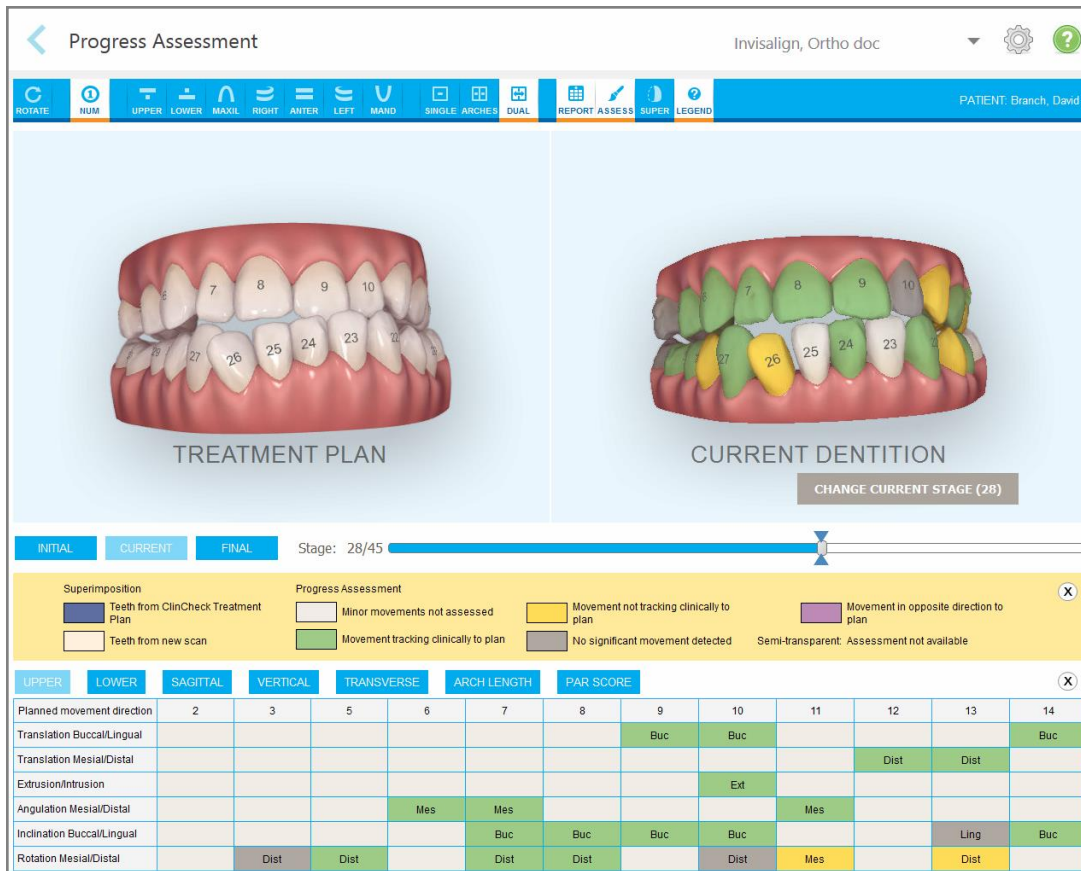 Progress Assessment
Invisalign, Ortho doc
ROTATE NUM UPPER LOWER MAXIL RIGHT ANTER LEFT MAND SINGLE ARCHES DUAL REPORT ASSESS SUPER LEGEND
PATIENT: Branch, David
7 8 9 10
27 26 25 24 23 22
TREATMENT PLAN
7 8 9 10
27 26 25 24 23
CURRENT DENTITION
CHANGE CURRENT STAGE (28)
INITIAL CURRENT FINAL Stage: 28/45
Superimposition
Teeth from ClinCheck Treatment
Plan
Teeth from new scan
Progress Assessment
Minor movements not assessed
Movement tracking clinically to plan
Movement not tracking clinically to
plan
No significant movement detected
Movement in opposite direction to
plan
Semi-transparent: Assessment not available
X
UPPER LOWER SAGITTAL VERTICAL TRANSVERSE ARCH LENGTH PAR SCORE X
Planned movement direction 2 3 5 6 7 8 9 10 11 12 13 14
Translation Buccal/Lingual Buc Buc Buc
Translation Mesial/Distal Dist Dist
Extrusion/Intrusion Ext
Angulation Mesial/Distal Mes Mes Mes
Inclination Buccal/Lingual Buc Buc Buc Buc Ling Buc
Rotation Mesial/Distal Dist Dist Dist Dist Dist Mes Dist